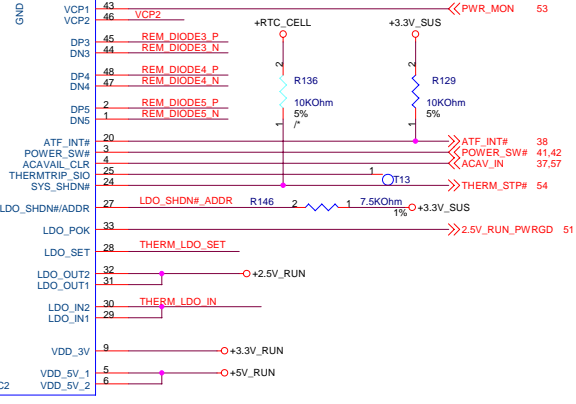 GND
VCP1 43 PWR_MON 53
VCP2 46 VCP2
+RTC_CELL +3.3V_SUS
DP3 45 REM_DIODE3_P
DN3 44 REM_DIODE3_N
DP4 48 REM_DIODE4_P
DN4 47 REM_DIODE4_N
2 R136 2 R129
10KOhm 10KOhm
DP5 2 REM_DIODE5_P 5% 5%
DN5 1 REM_DIODE5_N 1 /* 1
ATF_INT# 20 ATF_INT# 38
POWER_SW# 3 POWER_SW# 41,42
ACAVAIL_CLR 4 ACAV_IN 37,57
THERMTRIP_SIO 25 1 T13
SYS_SHDN# 24 THERM_STP# 54
LDO_SHDN#/ADDR 27 LDO_SHDN#_ADDR R146 2 1 7.5KOhm 1% +3.3V_SUS
LDO_POK 33 2.5V_RUN_PWRGD 51
LDO_SET 28 THERM_LDO_SET
LDO_OUT2 32 +2.5V_RUN
LDO_OUT1 31
LDO_IN2 30 THERM_LDO_IN
LDO_IN1 29
VDD_3V 9 +3.3V_RUN
VDD_5V_1 5 +5V_RUN
C2 VDD_5V_2 6